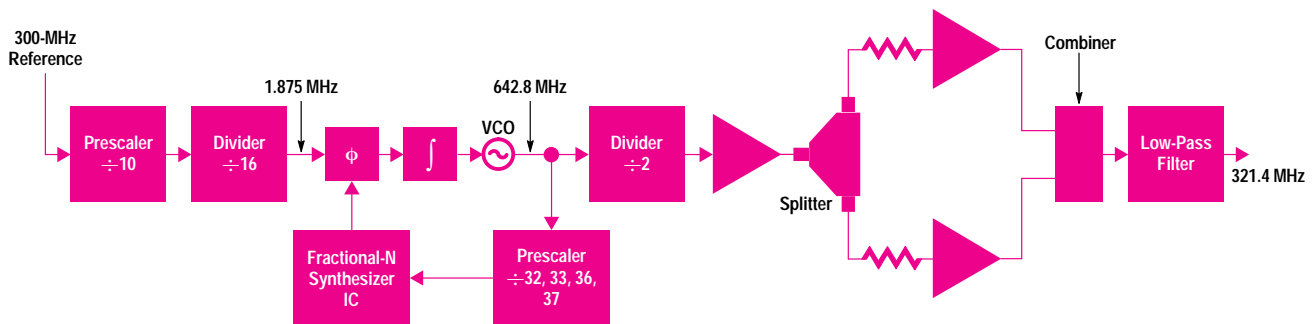 300-MHz
Reference
1.875 MHz
642.8 MHz
Combiner
Prescaler
÷10
Divider
÷16
ϕ
∫
VCO
Divider
÷2
Splitter
Low-Pass
Filter
321.4 MHz
Fractional-N
Synthesizer
IC
Prescaler
÷32, 33, 36,
37